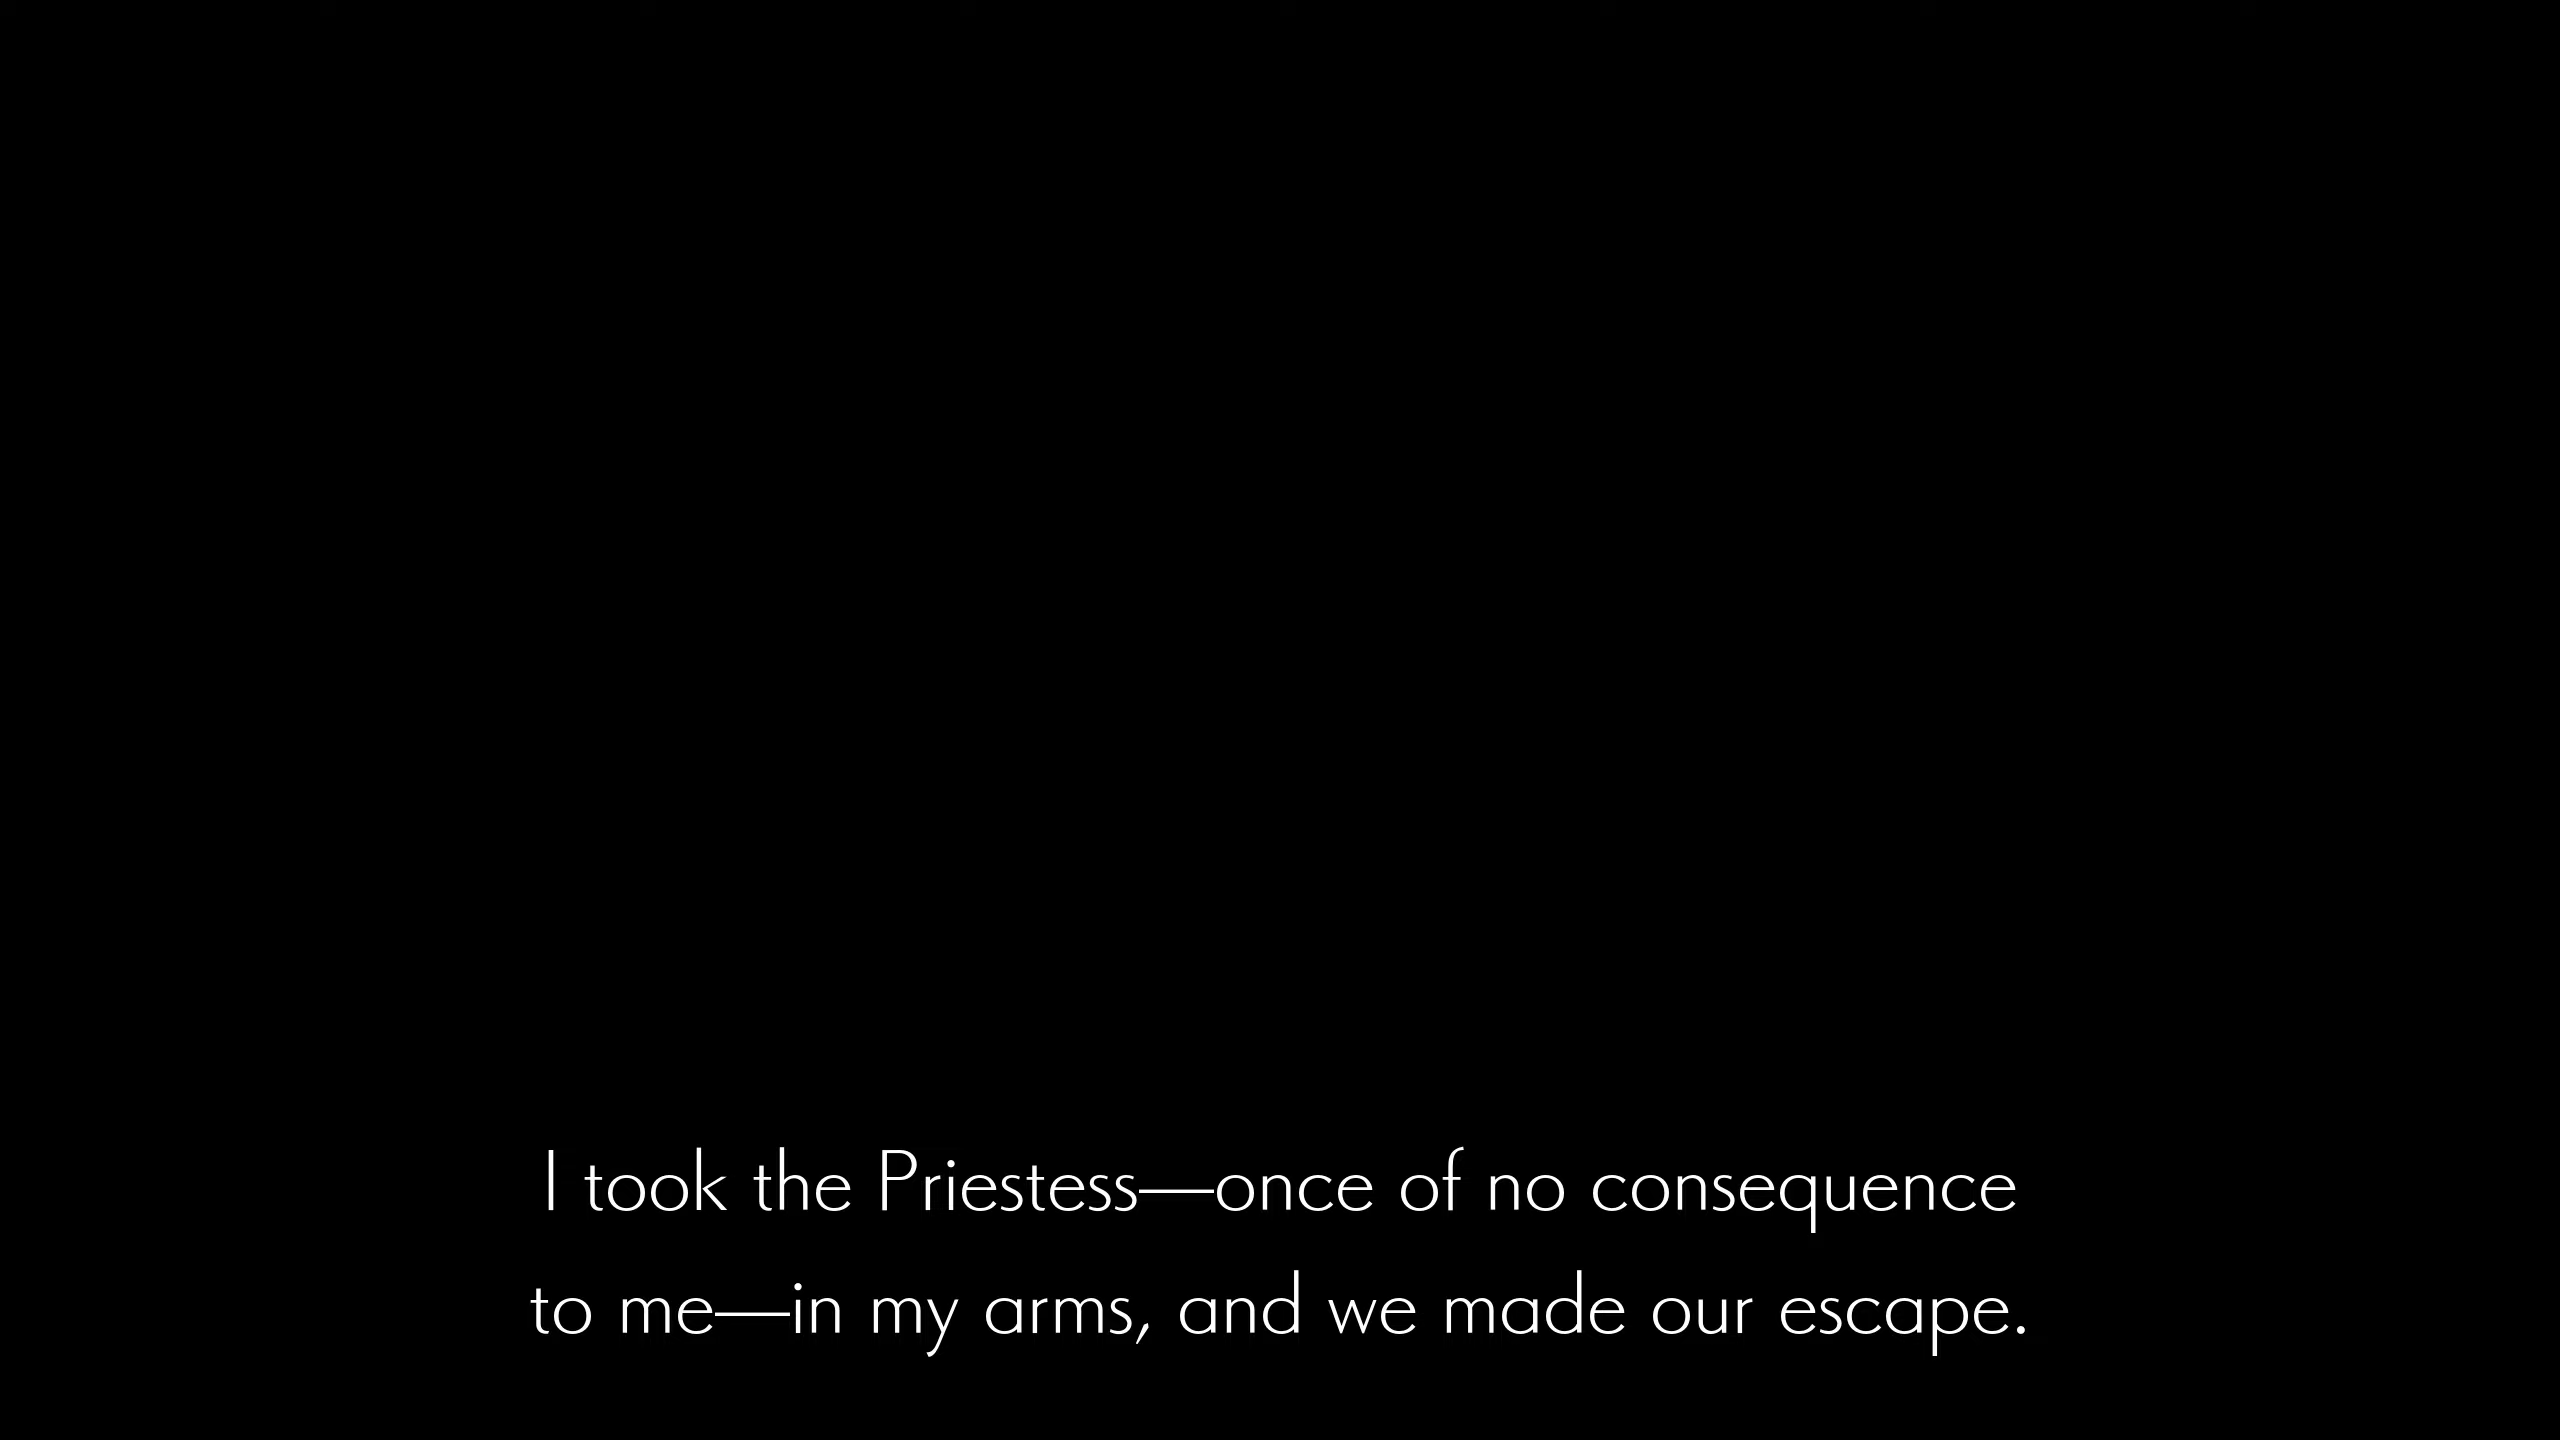 I took the Priestess—once of no consequence
to me—in my arms, and we made our escape.